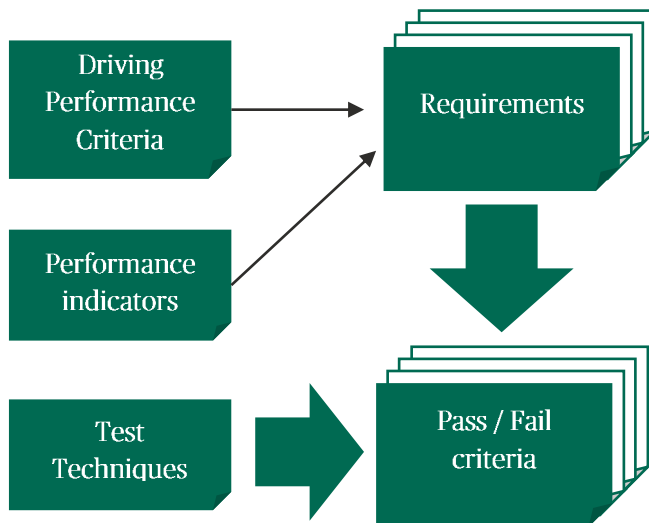 Driving
Performance
Criteria
Requirements
Performance
indicators
Test
Techniques
Pass / Fail
criteria